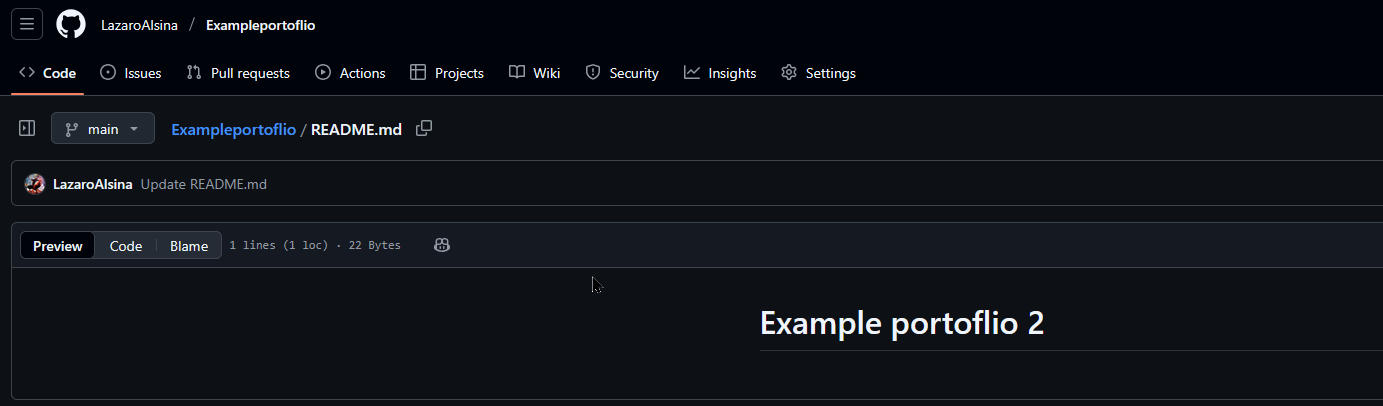 LazaroAlsina / Exampleportoflio
Code Issues Pull requests Actions Projects Wiki Security Insights Settings
main Exampleportoflio / README.md
LazaroAlsina Update README.md
Preview Code Blame 1 lines (1 loc) · 22 Bytes
Example portoflio 2